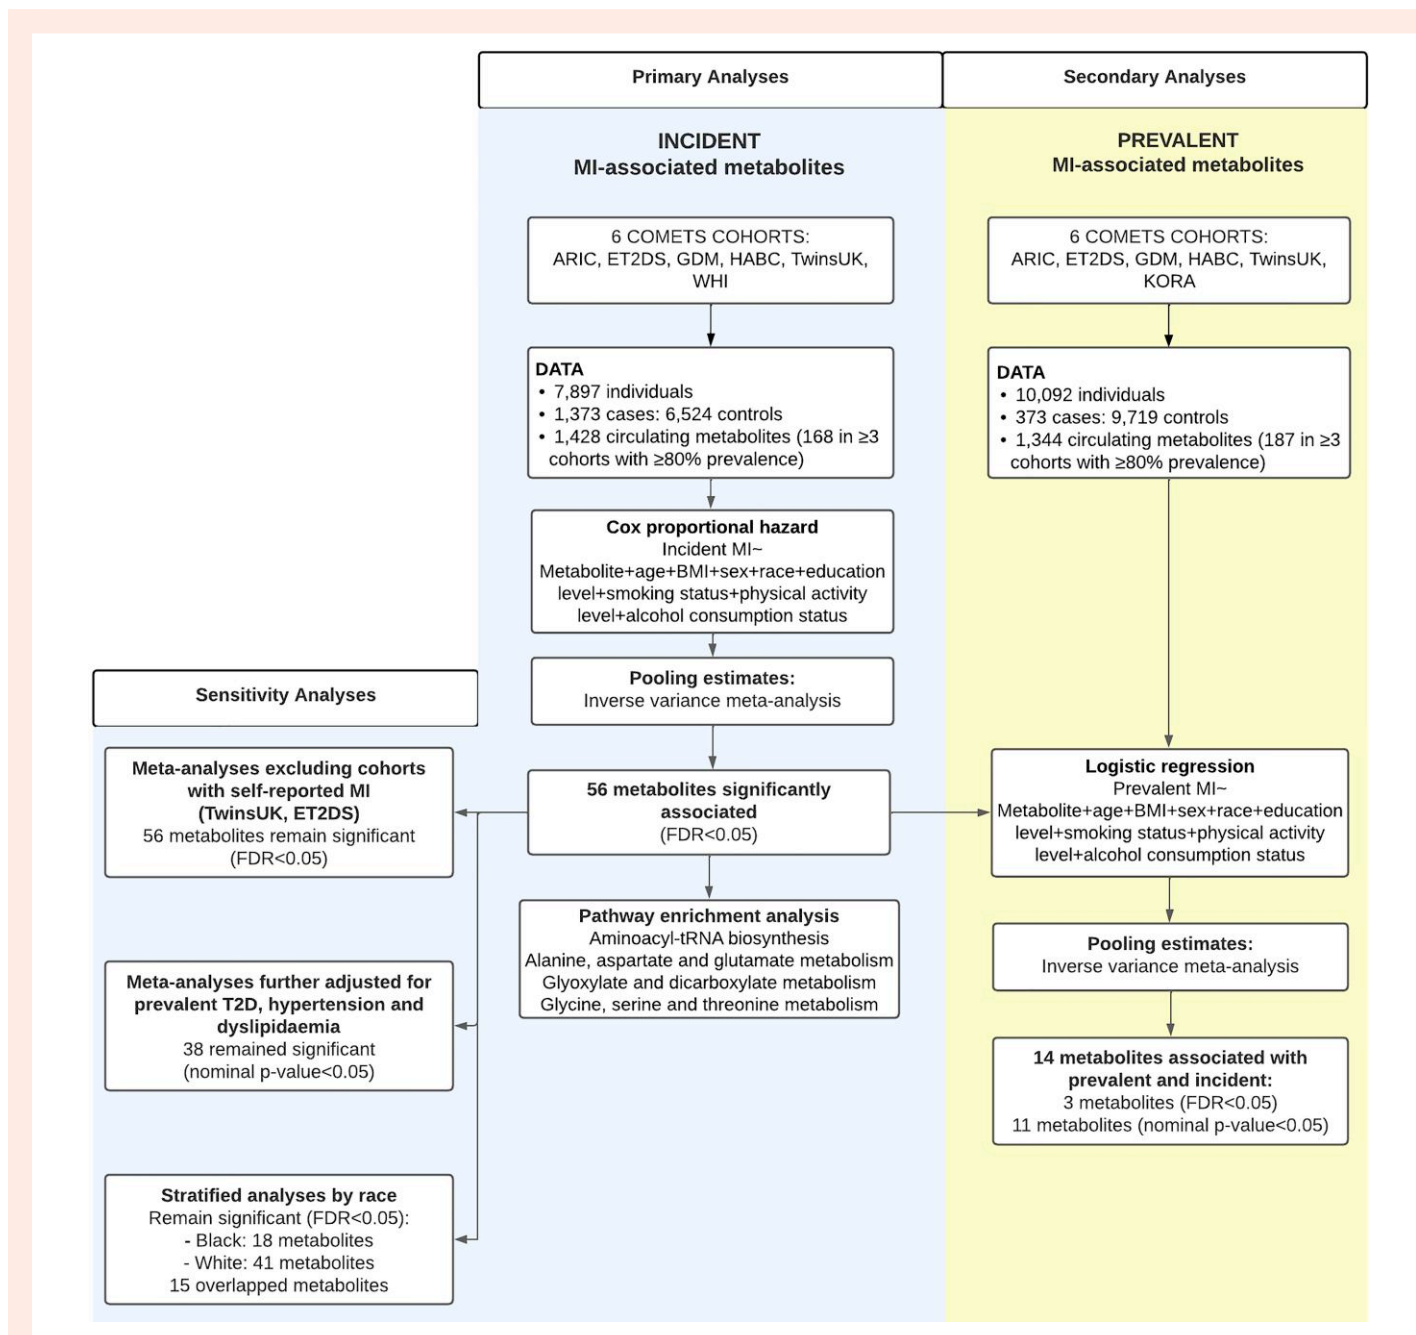 Primary Analyses
Secondary Analyses
INCIDENT
MI-associated metabolites
PREVALENT
MI-associated metabolites
6 COMETS COHORTS:
ARIC, ET2DS, GDM, HABC, TwinsUK,
WHI
6 COMETS COHORTS:
ARIC, ET2DS, GDM, HABC, TwinsUK,
KORA
DATA
• 7,897 individuals
• 1,373 cases: 6,524 controls
• 1,428 circulating metabolites (168 in ≥3
cohorts with ≥80% prevalence)
DATA
• 10,092 individuals
• 373 cases: 9,719 controls
• 1,344 circulating metabolites (187 in ≥3
cohorts with ≥80% prevalence)
Cox proportional hazard
Incident MI~
Metabolite+age+BMI+sex+race+education
level+smoking status+physical activity
level+alcohol consumption status
Pooling estimates:
Inverse variance meta-analysis
Sensitivity Analyses
Meta-analyses excluding cohorts
with self-reported MI
(TwinsUK, ET2DS)
56 metabolites remain significant
(FDR<0.05)
56 metabolites significantly
associated
(FDR<0.05)
Logistic regression
Prevalent MI~
Metabolite+age+BMI+sex+race+education
level+smoking status+physical activity
level+alcohol consumption status
Pathway enrichment analysis
Aminoacyl-tRNA biosynthesis
Alanine, aspartate and glutamate metabolism
Glyoxylate and dicarboxylate metabolism
Glycine, serine and threonine metabolism
Pooling estimates:
Inverse variance meta-analysis
Meta-analyses further adjusted for
prevalent T2D, hypertension and
dyslipidaemia
38 remained significant
(nominal p-value<0.05)
14 metabolites associated with
prevalent and incident:
3 metabolites (FDR<0.05)
11 metabolites (nominal p-value<0.05)
Stratified analyses by race
Remain significant (FDR<0.05):
- Black: 18 metabolites
- White: 41 metabolites
15 overlapped metabolites